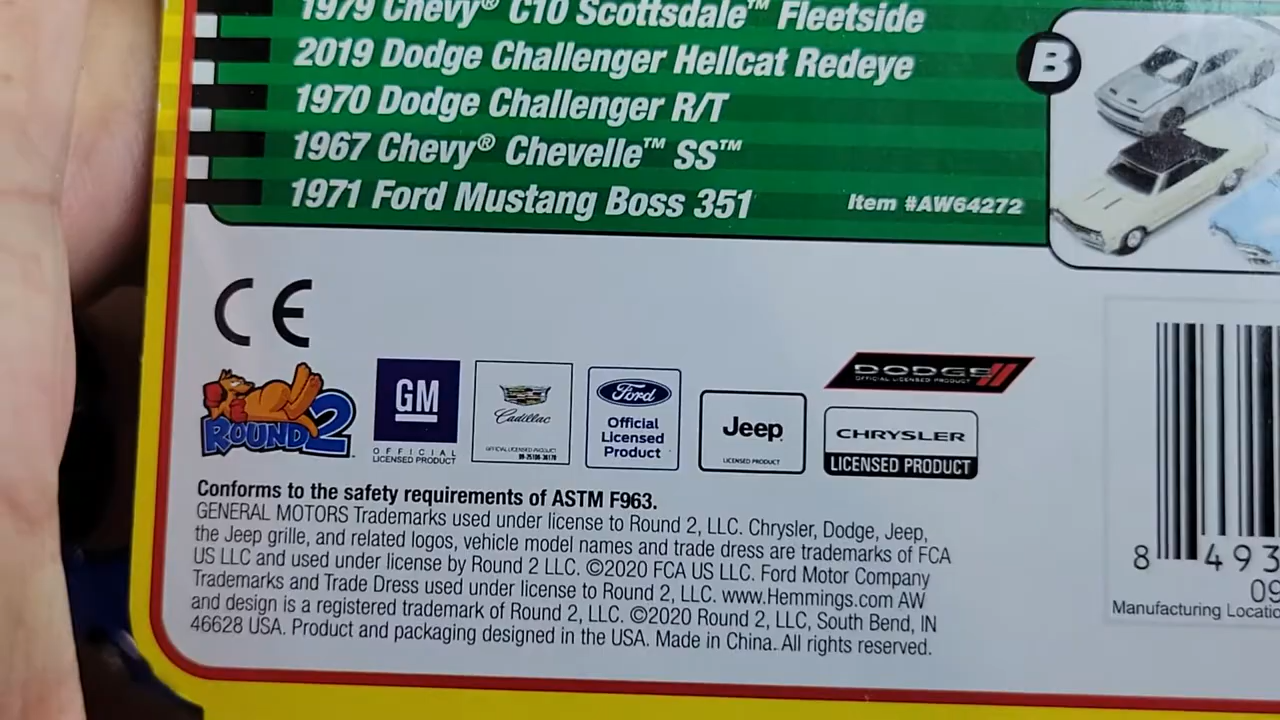 1979 Chevy® C10 Scottsdale™ Fleetside
2019 Dodge Challenger Hellcat Redeye
1970 Dodge Challenger R/T
1967 Chevy® Chevelle™ SS™
1971 Ford Mustang Boss 351
Item #AW64272
B
CE
ROUND 2
GM
OFFICIAL
LICENSED PRODUCT
Cadillac
OFFICIAL LICENSED PRODUCT
Ford
Official
Licensed
Product
Jeep
LICENSED PRODUCT
DODGE
OFFICIAL LICENSED PRODUCT
CHRYSLER
LICENSED PRODUCT
Conforms to the safety requirements of ASTM F963.
GENERAL MOTORS Trademarks used under license to Round 2, LLC. Chrysler, Dodge, Jeep,
the Jeep grille, and related logos, vehicle model names and trade dress are trademarks of FCA
US LLC and used under license by Round 2 LLC. ©2020 FCA US LLC. Ford Motor Company
Trademarks and Trade Dress used under license to Round 2, LLC. www.Hemmings.com AW
and design is a registered trademark of Round 2, LLC. ©2020 Round 2, LLC, South Bend, IN
46628 USA. Product and packaging designed in the USA. Made in China. All rights reserved.
8 493
09
Manufacturing Locatio